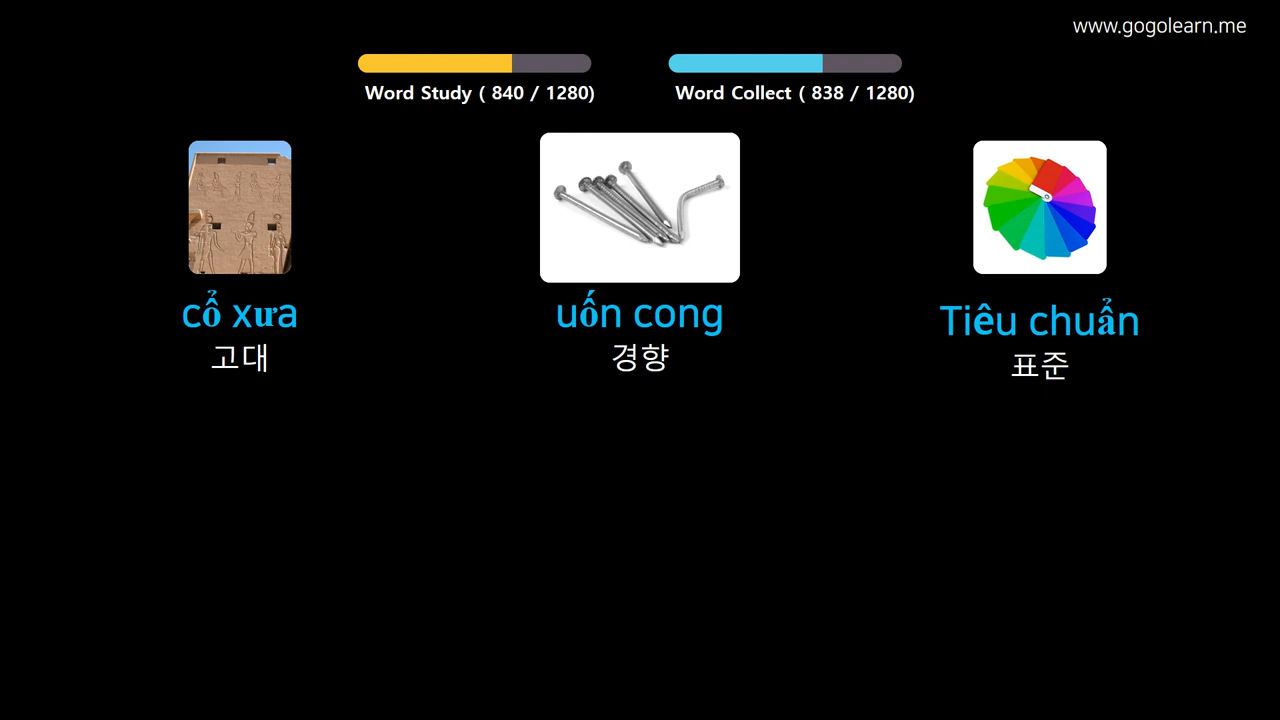 www.gogolearn.me
Word Study ( 840 / 1280)
Word Collect ( 838 / 1280)
cổ xưa
고대
uốn cong
경향
Tiêu chuẩn
표준